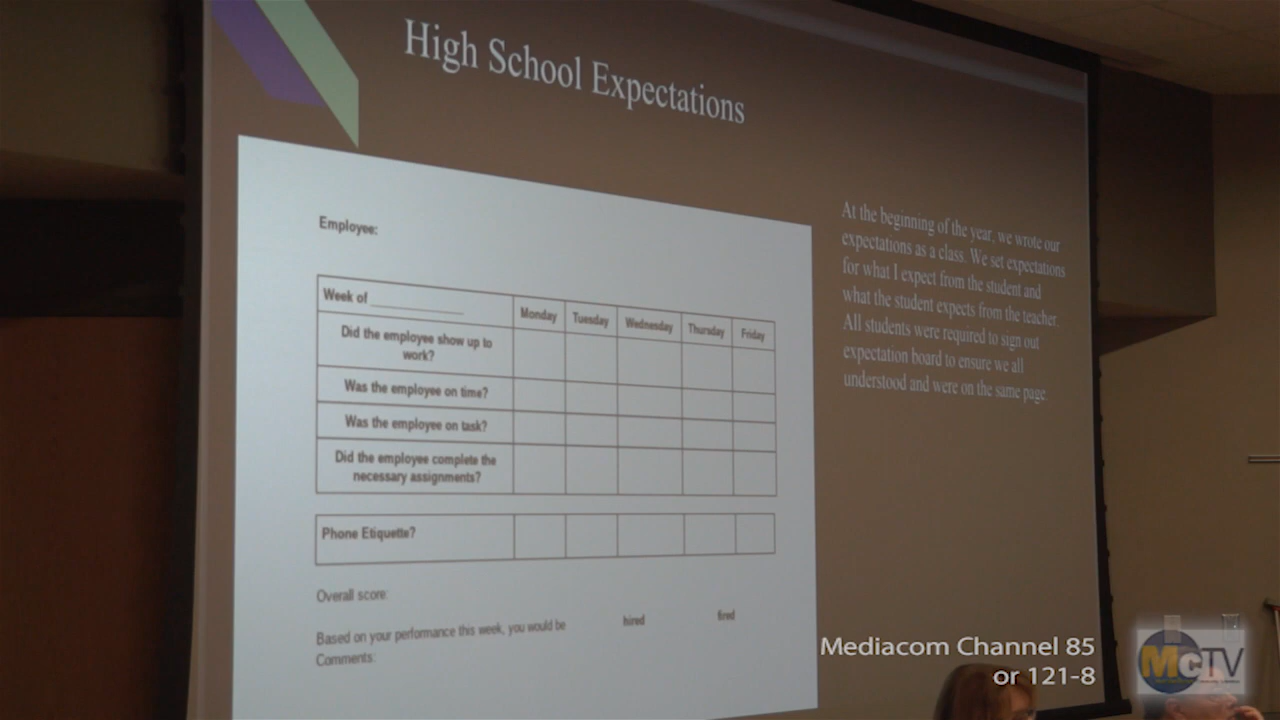 High School Expectations
Employee:
Week of ___________
Monday
Tuesday
Wednesday
Thursday
Friday
Did the employee show up to
work?
Was the employee on time?
Was the employee on task?
Did the employee complete the
necessary assignments?
Phone Etiquette?
Overall score:
Based on your performance this week, you would be
hired
fired
Comments:
At the beginning of the year, we wrote our
expectations as a class. We set expectations
for what I expect from the student and
what the student expects from the teacher.
All students were required to sign out
expectation board to ensure we all
understood and were on the same page.
Mediacom Channel 85
or 121-8
McTV